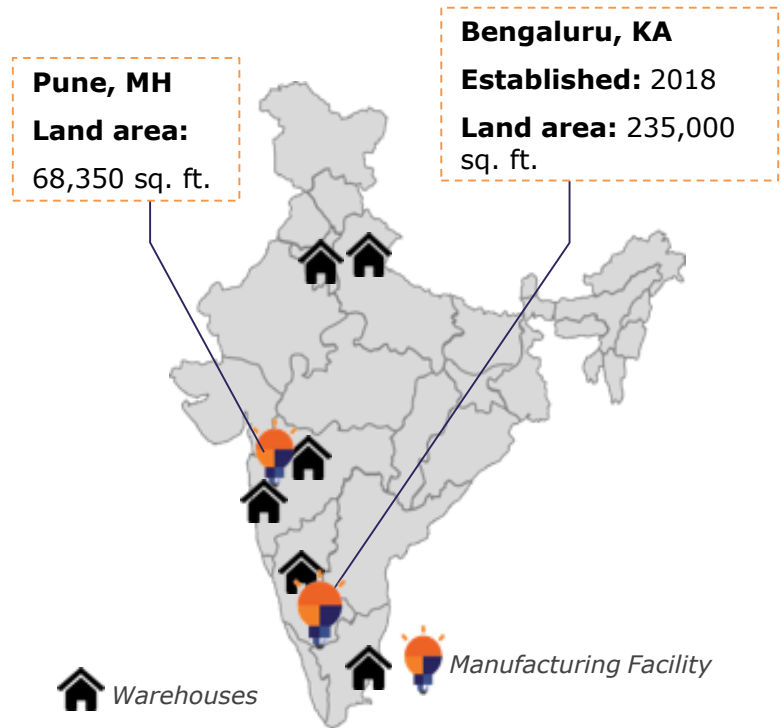 Pune, MH
Land area:
68,350 sq. ft.
Bengaluru, KA
Established: 2018
Land area: 235,000
sq. ft.
Warehouses
Manufacturing Facility